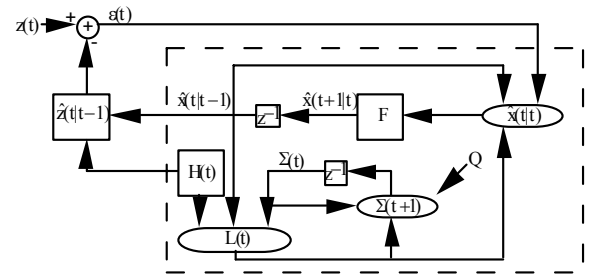 z(t)
+
+
-
ε(t)
ẑ(t|t−1)
x̂(t|t−1)
z⁻¹
x̂(t+1|t)
F
x̂(t|t)
H(t)
Σ(t)
z⁻¹
Q
Σ(t+1)
L(t)